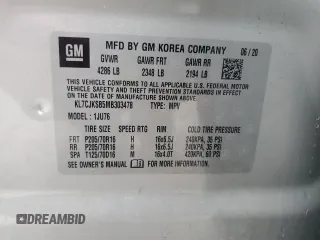 GM
MFD BY GM KOREA COMPANY 06 / 20
GVWR GAWR FRT GAWR RR
4286 LB 2348 LB 2194 LB
THIS VEHICLE CONFORMS TO ALL APPLICABLE U.S. FEDERAL
MOTOR VEHICLE SAFETY, BUMPER, AND THEFT PREVENTION
STANDARDS IN EFFECT ON THE DATE OF MANUFACTURE SHOWN ABOVE.
KL7CJKSB5MB303478 TYPE: MPV
MODEL: 1JU76
TIRE SIZE SPEED RTG RIM COLD TIRE PRESSURE
FRT P205/70R16 H 16x6.5J 240KPA, 35 PSI
RR P205/70R16 H 16x6.5J 240KPA, 35 PSI
SPA T125/70D16 M 16x4.0T 420KPA, 60 PSI
SEE OWNER'S MANUAL FOR MORE INFORMATION.
DREAMBID
dreambid.com